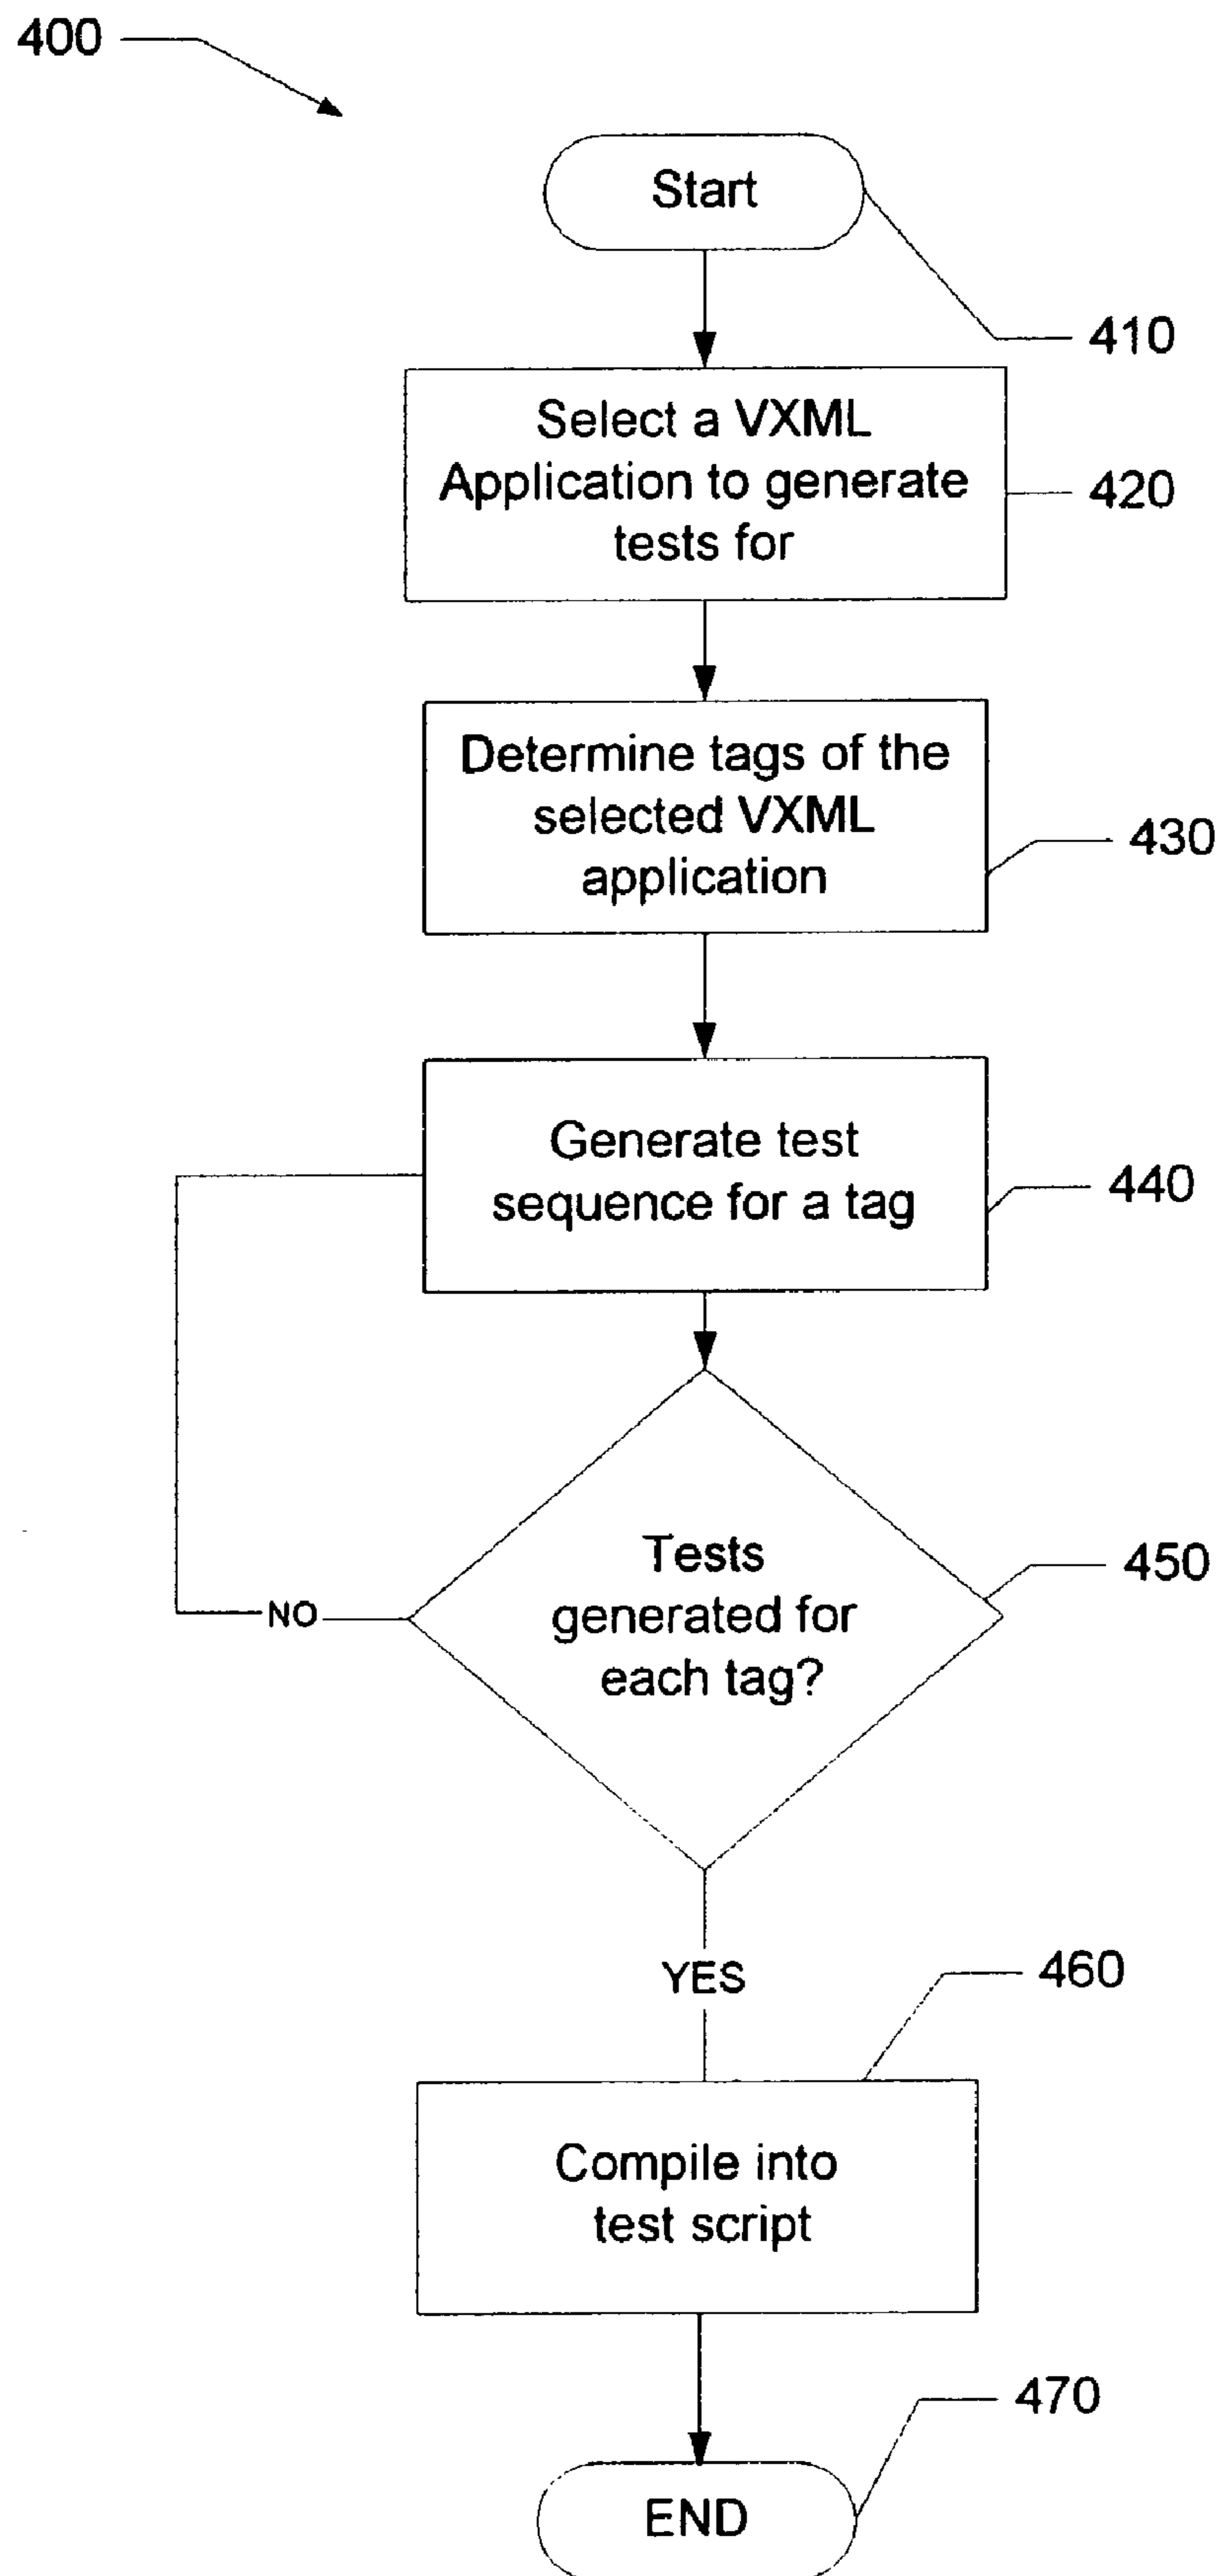 400
Start
410
Select a VXML
Application to generate
tests for
420
Determine tags of the
selected VXML
application
430
Generate test
sequence for a tag
440
Tests
generated for
each tag?
450
NO
YES
460
Compile into
test script
470
END